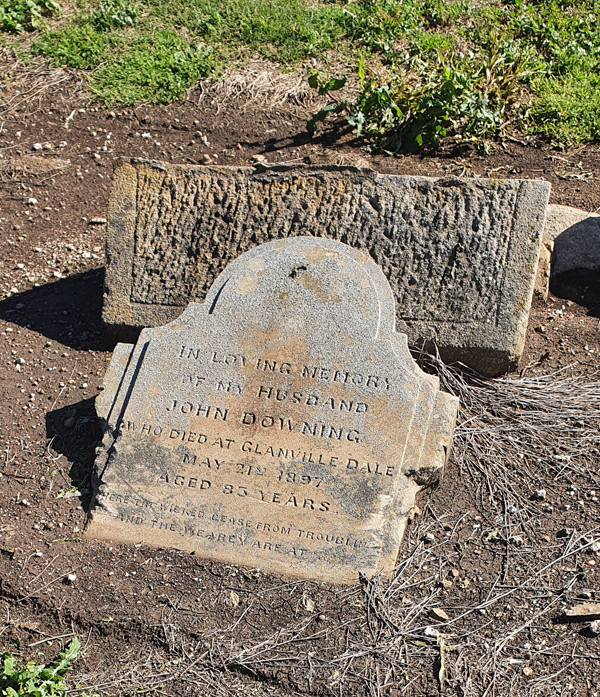 IN LOVING MEMORY
OF MY HUSBAND
JOHN DOWNING
WHO DIED AT GLANVILLE DALE
MAY 21ST 1897
AGED 83 YEARS
THE WICKED CEASE FROM TROUBLING
AND THE WEARY ARE AT